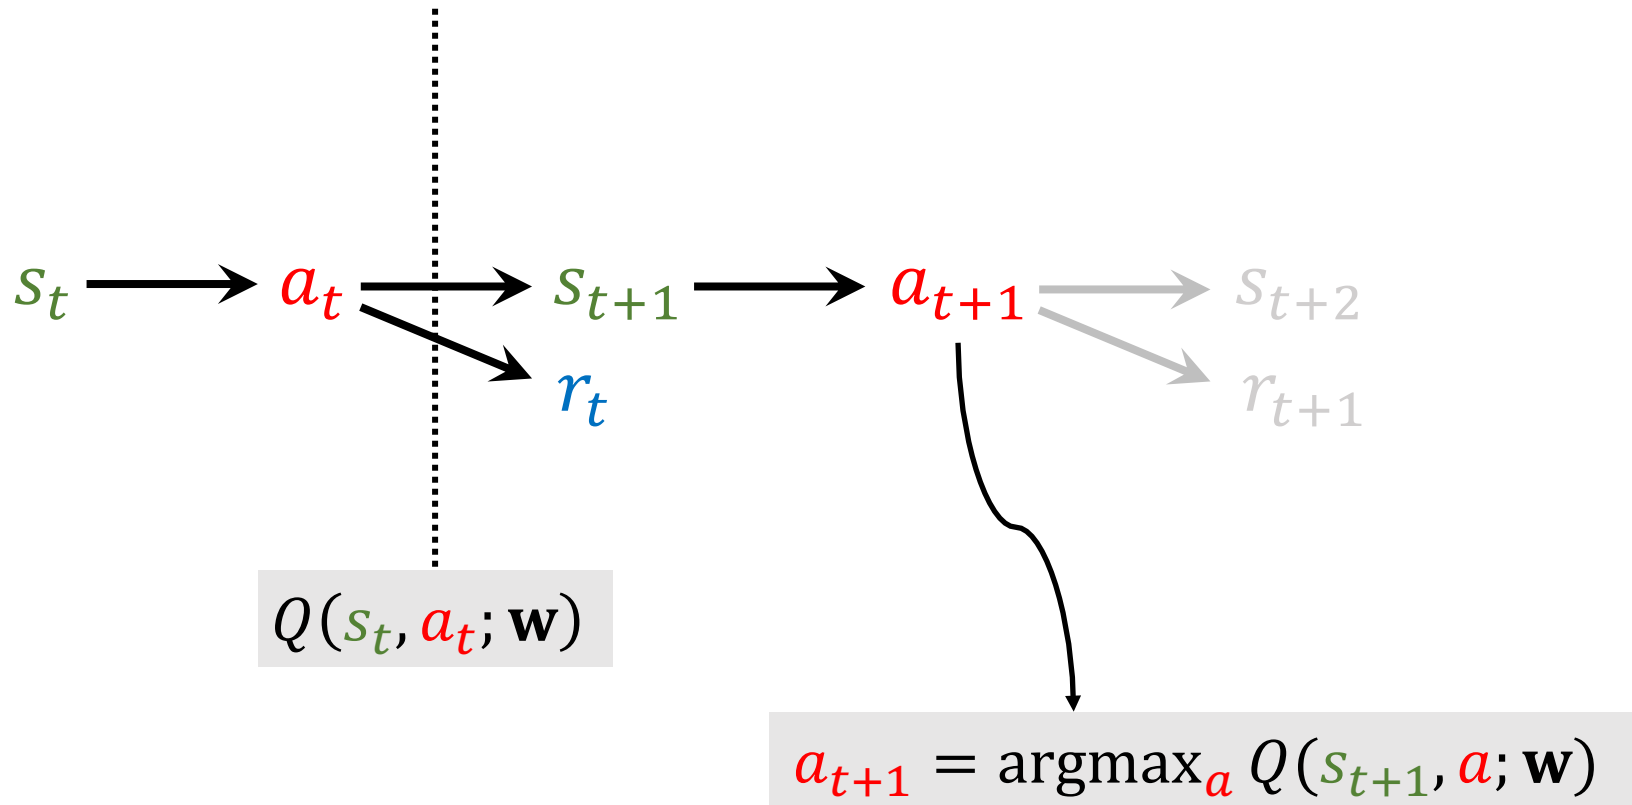 s_t → a_t → s_{t+1} → a_{t+1} → s_{t+2}
r_t r_{t+1}
Q(s_t, a_t; w)
a_{t+1} = argmax_a Q(s_{t+1}, a; w)